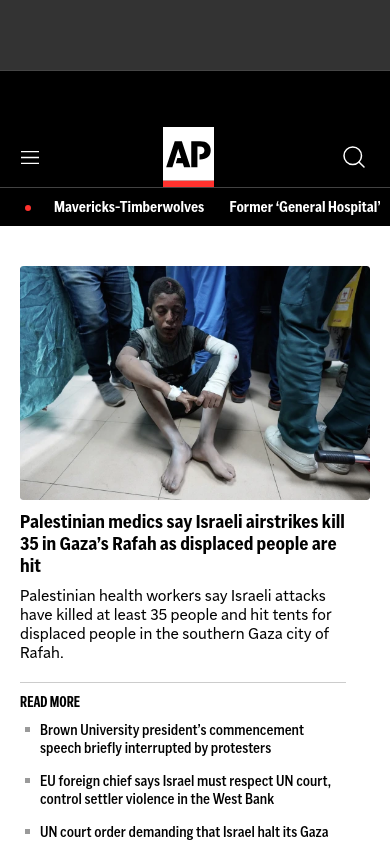 AP
Mavericks-Timberwolves Former ‘General Hospital’
Palestinian medics say Israeli airstrikes kill
35 in Gaza’s Rafah as displaced people are
hit
Palestinian health workers say Israeli attacks
have killed at least 35 people and hit tents for
displaced people in the southern Gaza city of
Rafah.
READ MORE
Brown University president’s commencement
speech briefly interrupted by protesters
EU foreign chief says Israel must respect UN court,
control settler violence in the West Bank
UN court order demanding that Israel halt its Gaza